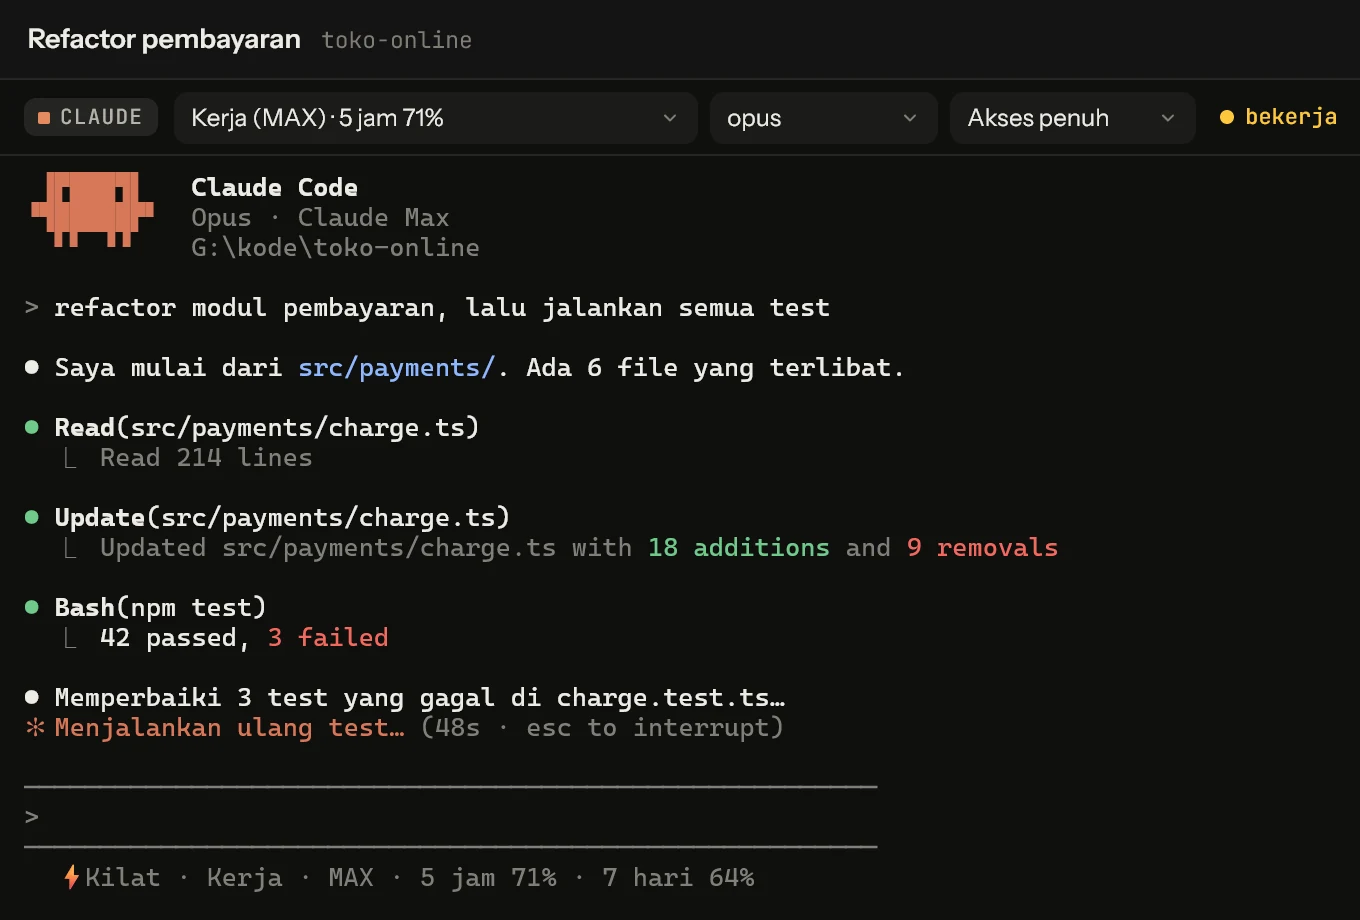 Refactor pembayaran toko-online
CLAUDE Kerja (MAX) · 5 jam 71% opus Akses penuh bekerja
Claude Code
Opus · Claude Max
G:\kode\toko-online
> refactor modul pembayaran, lalu jalankan semua test
● Saya mulai dari src/payments/. Ada 6 file yang terlibat.
● Read(src/payments/charge.ts)
⎿ Read 214 lines
● Update(src/payments/charge.ts)
⎿ Updated src/payments/charge.ts with 18 additions and 9 removals
● Bash(npm test)
⎿ 42 passed, 3 failed
● Memperbaiki 3 test yang gagal di charge.test.ts…
✻ Menjalankan ulang test… (48s · esc to interrupt)
>
⚡Kilat · Kerja · MAX · 5 jam 71% · 7 hari 64%